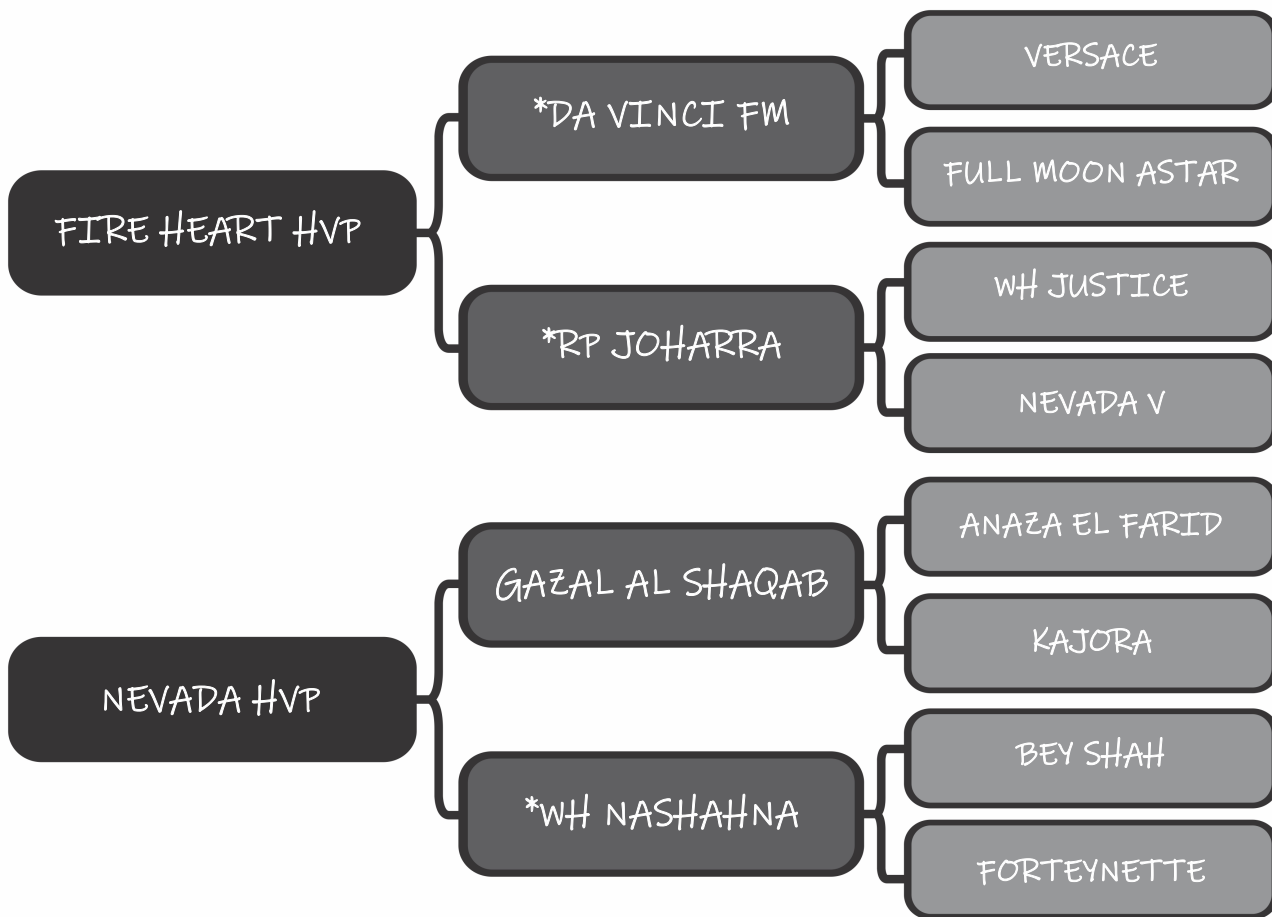 FIRE HEART HVP
*DA VINCI FM
VERSACE
FULL MOON ASTAR
*RP JOHARRA
WH JUSTICE
NEVADA V
NEVADA HVP
GAZAL AL SHAQAB
ANAZA EL FARID
KAJORA
*WH NASHAHNA
BEY SHAH
FORTEYNETTE